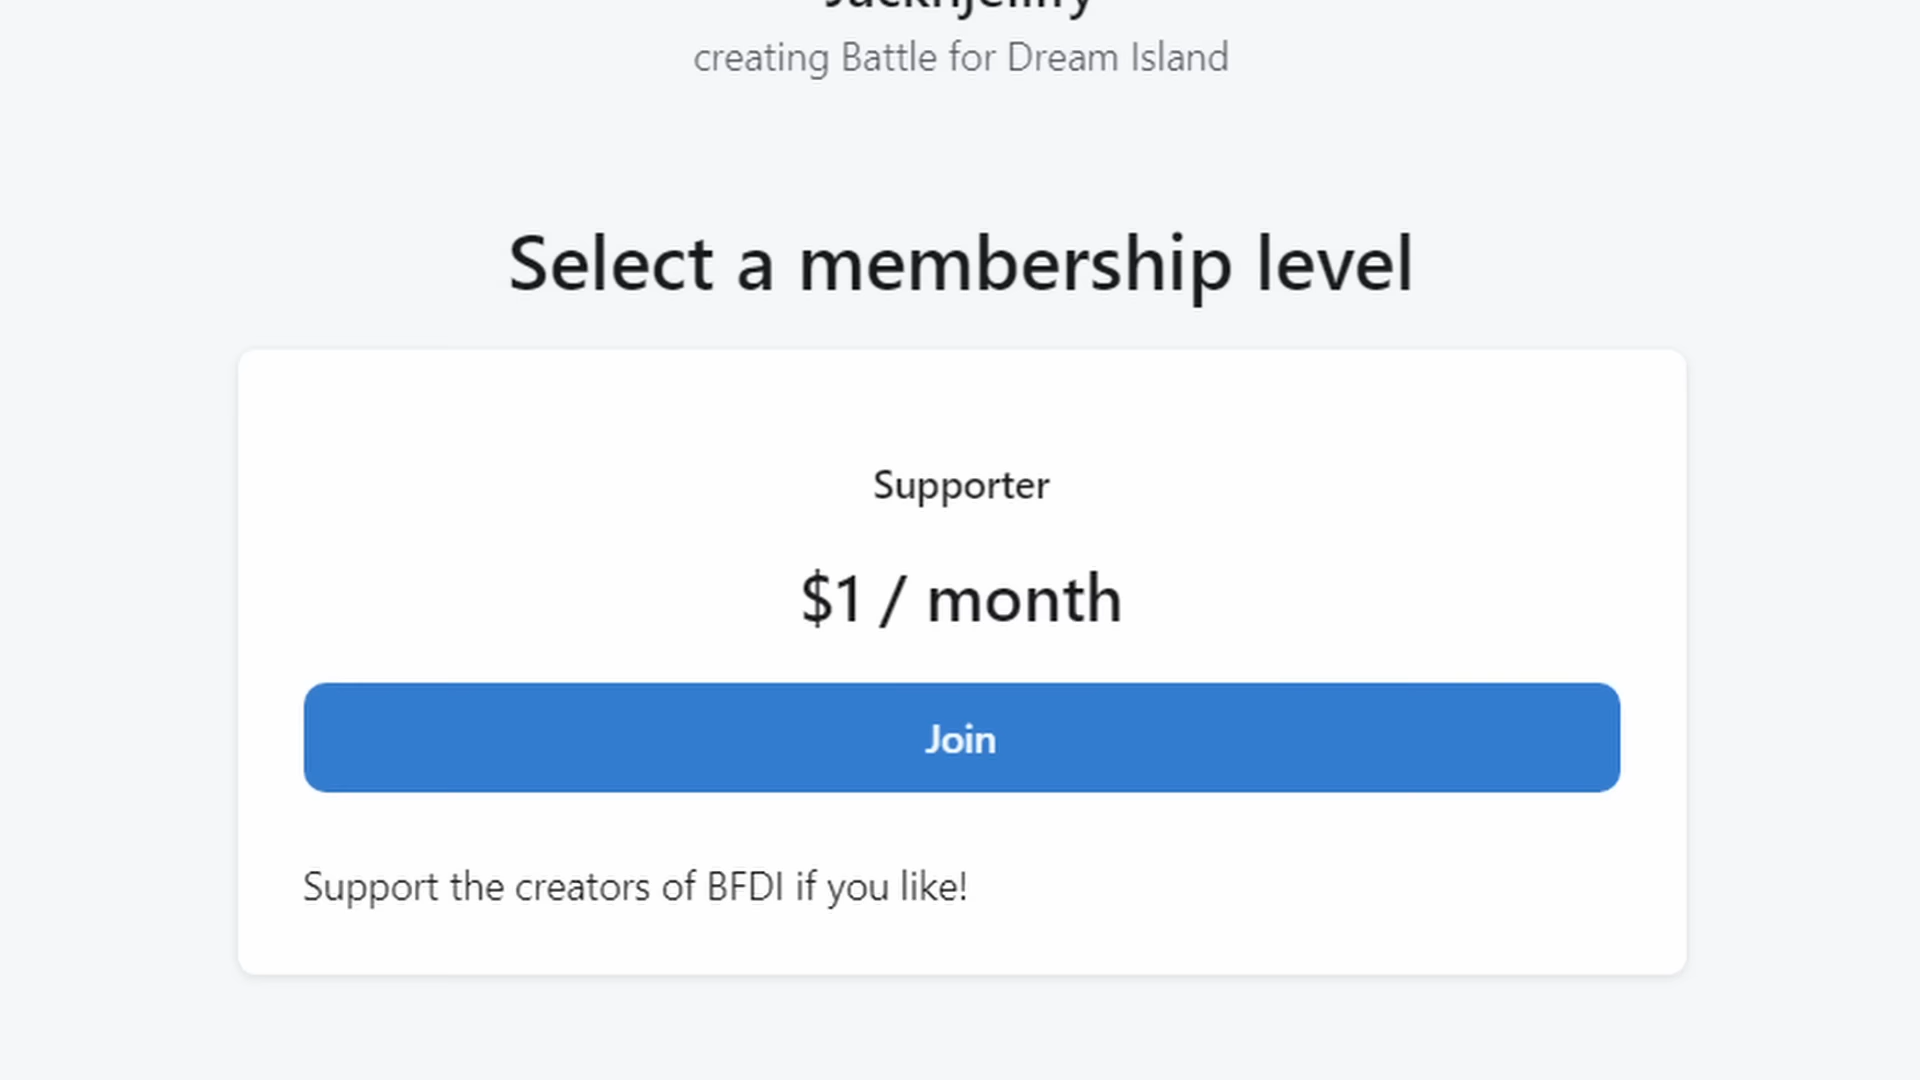 creating Battle for Dream Island
Select a membership level
Supporter
$1 / month
Join
Support the creators of BFDI if you like!